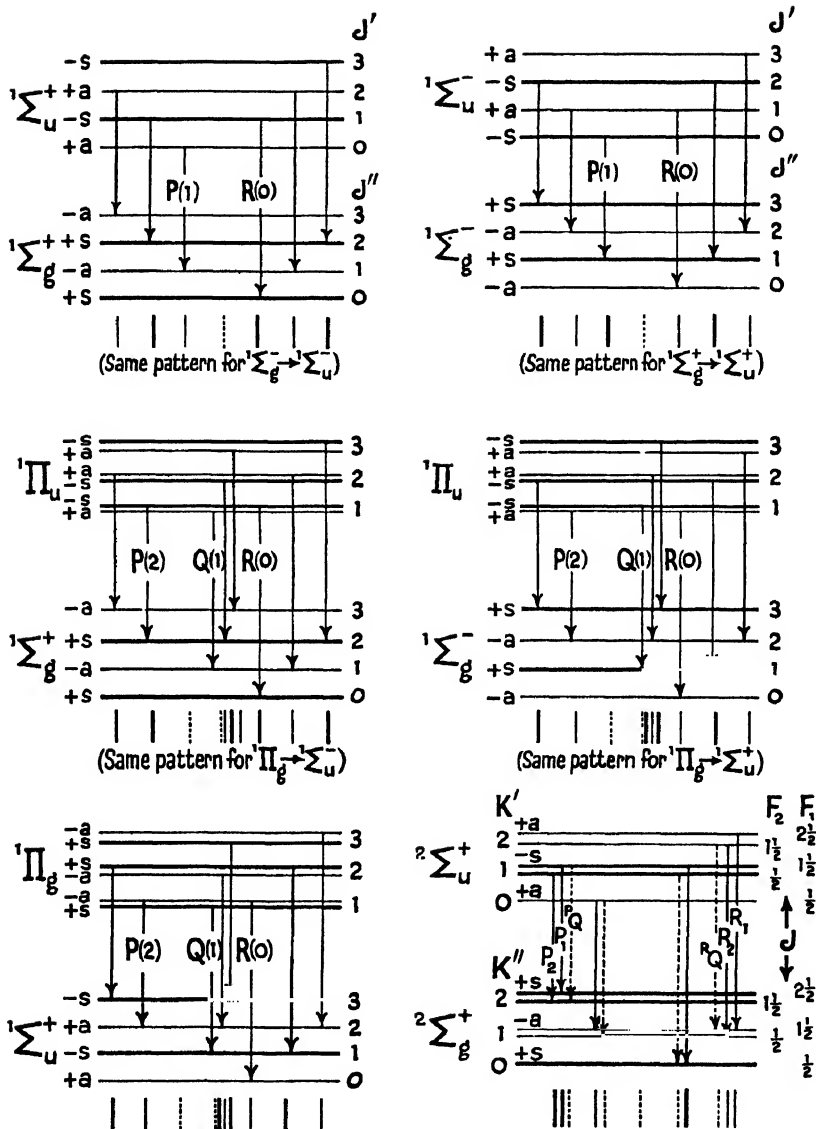 J'
−s 3
¹Σᵤ⁺ +a 2
−s 1
+a 0
P(1) R(0) J''
−a 3
¹Σg⁺ +s 2
−a 1
+s 0
(Same pattern for ¹Σg⁻→¹Σᵤ⁻)
J'
+a 3
¹Σᵤ⁻ −s 2
+a 1
−s 0
P(1) R(0) J''
+s 3
¹Σg⁻ −a 2
+s 1
−a 0
(Same pattern for ¹Σg⁺→¹Σᵤ⁺)
−s
+a 3
¹Πᵤ +a
−s 2
−s
+a 1
P(2) Q(1) R(0)
−a 3
¹Σg⁺ +s 2
−a 1
+s 0
(Same pattern for ¹Πg→¹Σᵤ⁻)
−s
+a 3
¹Πᵤ +a
−s 2
−s
+a 1
P(2) Q(1) R(0)
+s 3
¹Σg⁻ −a 2
+s 1
−a 0
(Same pattern for ¹Πg→¹Σᵤ⁺)
−a
+s 3
¹Πg +s
−a 2
−a
+s 1
P(2) Q(1) R(0)
−s 3
¹Σᵤ⁺ +a 2
−s 1
+a 0
K' F₂ F₁
²Σᵤ⁺ 2 +a 1½ 2½
1 −s ½ 1½
0 +a ½
P₂ P₁ ᴾQ ᴿQ R₂ R₁ J
K''
²Σg⁺ 2 +s 1½ 2½
1 −a ½ 1½
0 +s ½